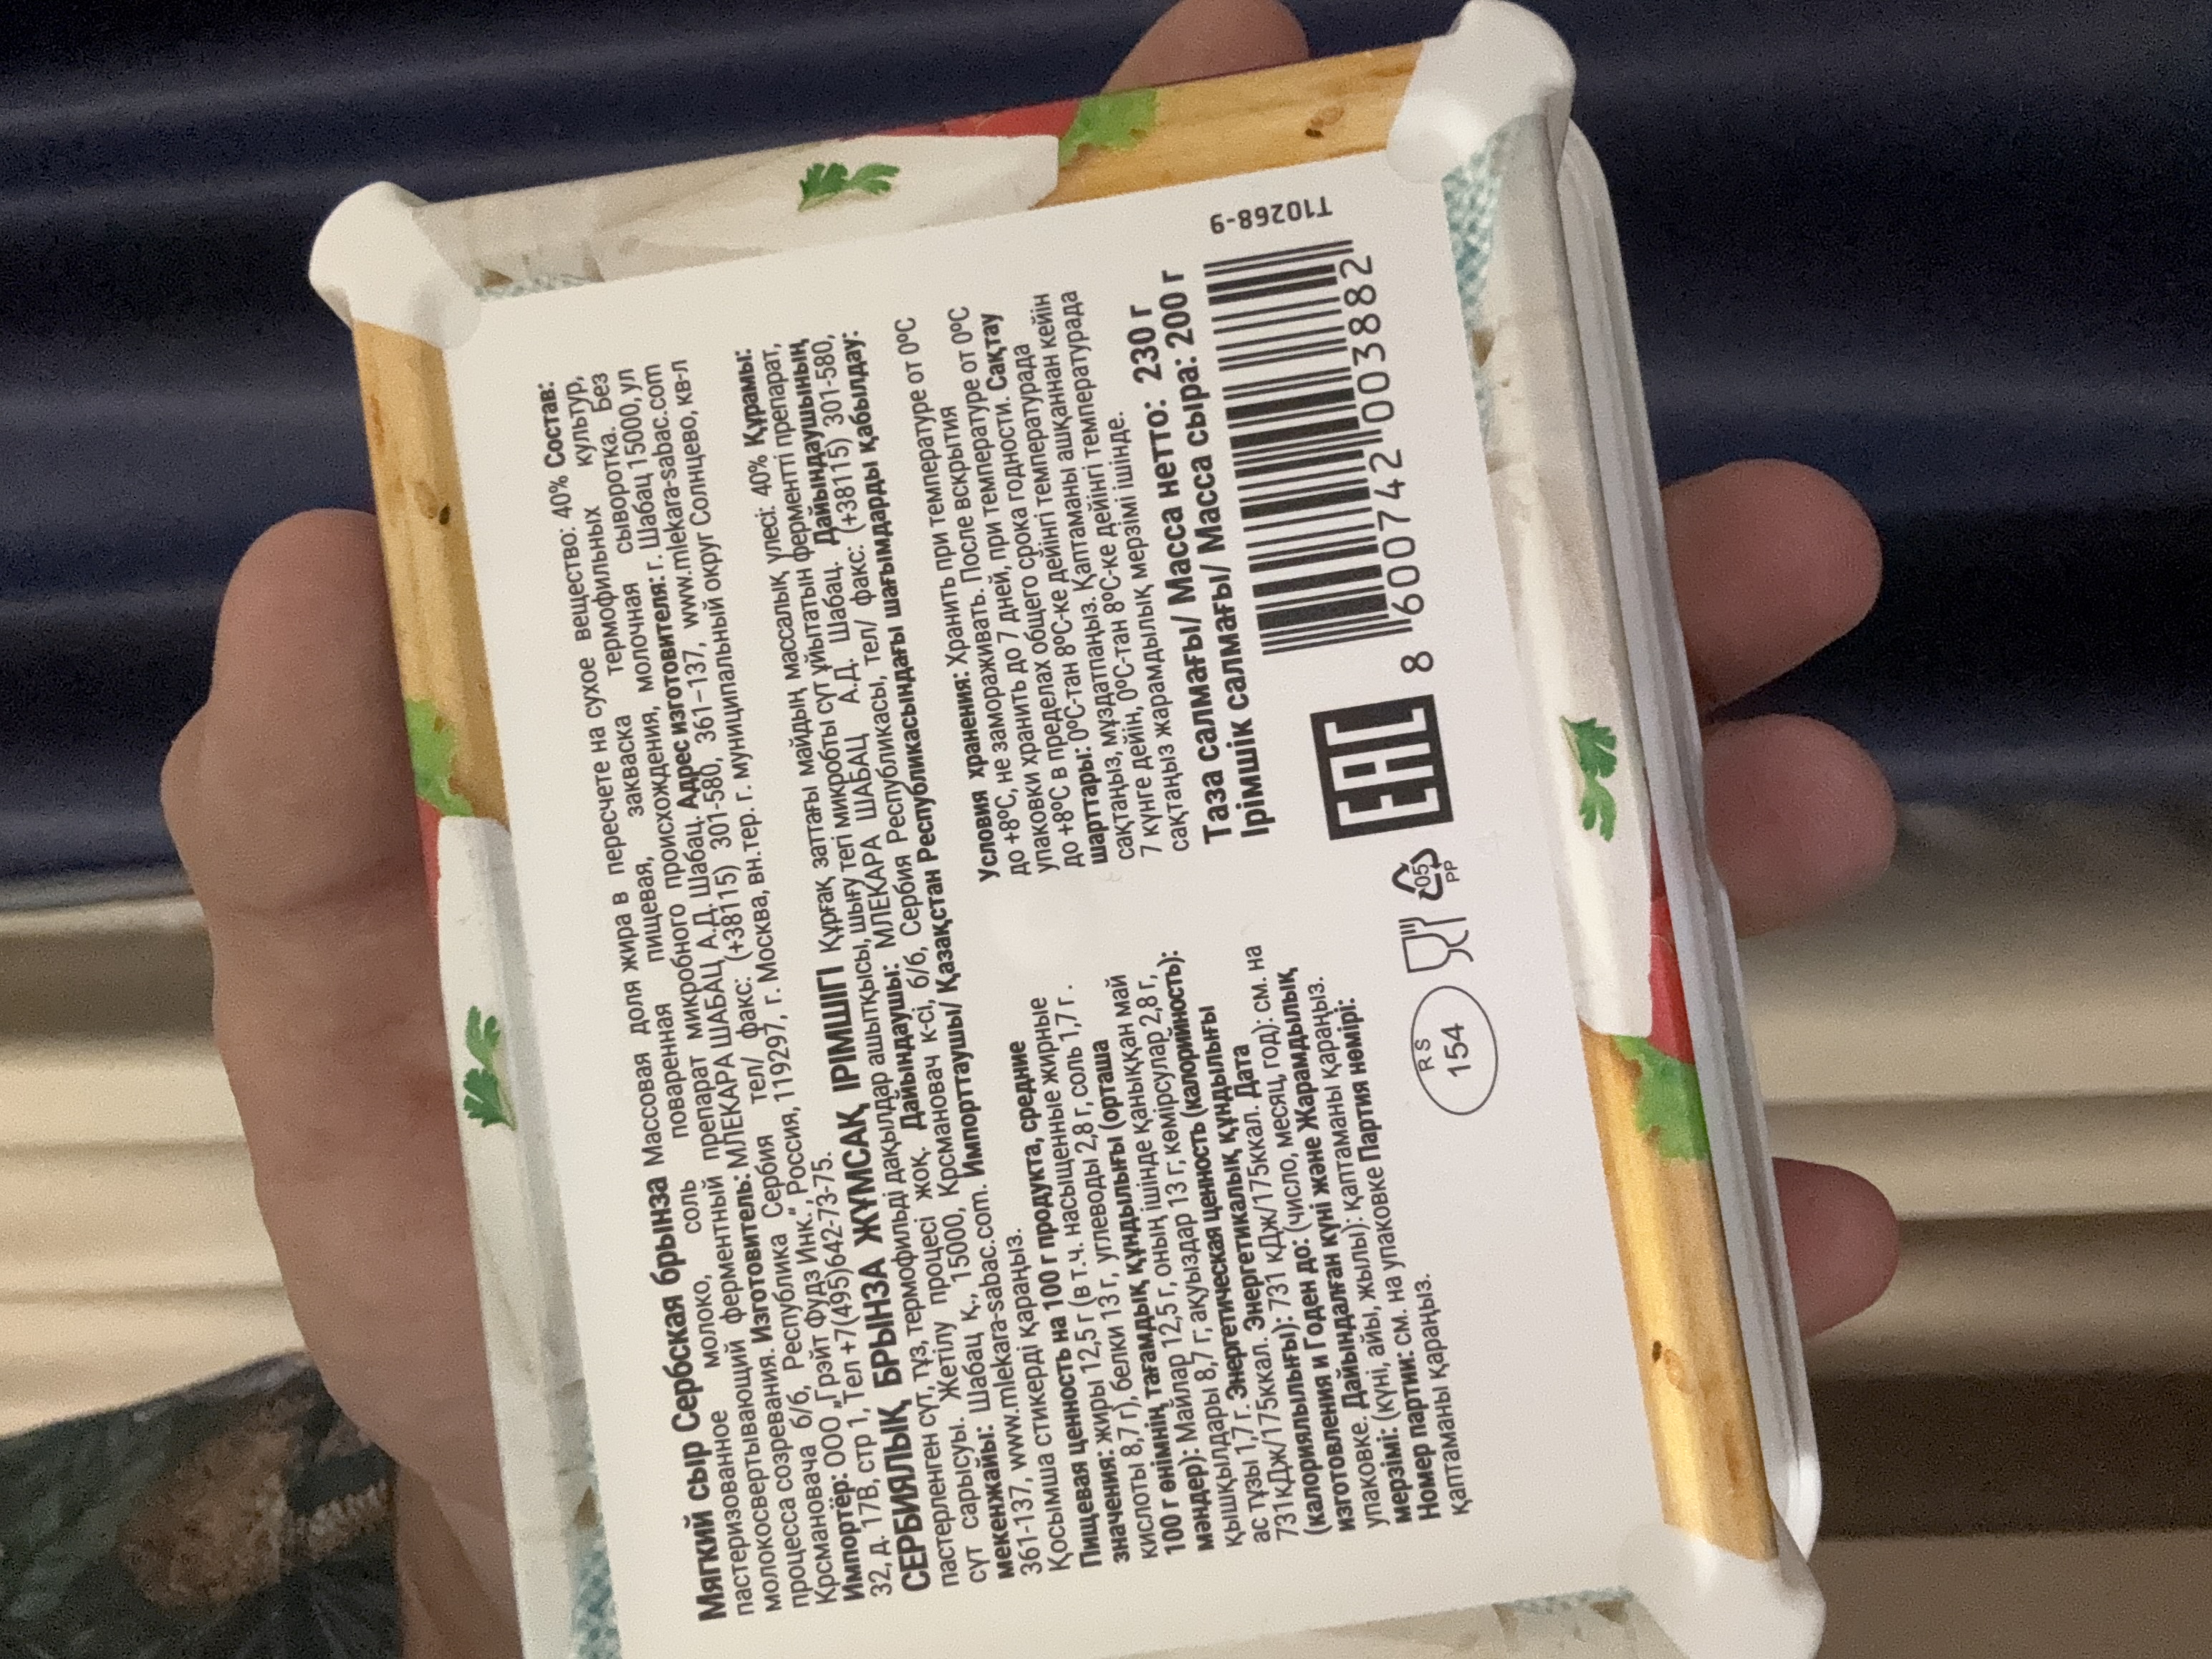 Мягкий сыр Сербская брынза Массовая доля жира в пересчете на сухое вещество: 40% Состав:
пастеризованное молоко, соль поваренная пищевая, закваска термофильных культур,
молокосвертывающий ферментный препарат микробного происхождения, молочная сыворотка. Без
процесса созревания. Изготовитель: МЛЕКАРА ШАБАЦ А.Д. Шабац. Адрес изготовителя: г. Шабац 15000, ул
Крсмановача б/б, Республика Сербия тел/ факс: (+38115) 301-580, 361–137, www.mlekara-sabac.com
Импортёр: ООО „Грэйт Фудз Инк.“, Россия, 119297, г. Москва, вн.тер. г. муниципальный округ Солнцево, кв-л
32, д. 17В, стр 1, Тел +7(495)642-73-75.
СЕРБИЯЛЫҚ БРЫНЗА ЖҰМСАҚ ІРІМШІГІ Құрғақ заттағы майдың массалық үлесі: 40% Құрамы:
пастерленген сүт, тұз, термофильді дақылдар ашытқысы, шығу тегі микробты сүт ұйытатын ферментті препарат,
сүт сарысуы. Жетілу процесі жоқ. Дайындаушы: МЛЕКАРА ШАБАЦ А.Д. Шабац. Дайындаушының
мекенжайы: Шабац қ., 15000, Крсмановач к-сі, б/б, Сербия Республикасы, тел/ факс: (+38115) 301-580,
361-137, www.mlekara-sabac.com. Импорттаушы/ Қазақстан Республикасындағы шағымдарды қабылдау:
Қосымша стикерді қараңыз.
Пищевая ценность на 100 г продукта, средние
значения: жиры 12,5 г (в т.ч. насыщенные жирные
кислоты 8,7 г), белки 13 г, углеводы 2,8 г, соль 1,7 г .
100 г өнімнің тағамдық құндылығы (орташа
мәндер): Майлар 12,5 г, оның ішінде қаныққан май
қышқылдары 8,7 г, ақуыздар 13 г, көмірсулар 2,8 г,
ас тұзы 1,7 г. Энергетическая ценность (калорийность):
731кДж/175ккал. Энергетикалық құндылығы
(калориялылығы): 731 кДж/175ккал. Дата
изготовления и Годен до: (число, месяц, год): см. на
упаковке. Дайындалған күні және Жарамдылық
мерзімі: (күні, айы, жылы): қаптаманы қараңыз.
Номер партии: см. на упаковке Партия нөмірі:
қаптаманы қараңыз.
Условия хранения: Хранить при температуре от 0ºС
до +8ºС, не замораживать. После вскрытия
упаковки хранить до 7 дней, при температуре от 0ºС
до +8ºС в пределах общего срока годности. Сақтау
шарттары: 0ºС-тан 8ºС-ке дейінгі температурада
сақтаңыз, мұздатпаңыз. Қаптаманы ашқаннан кейін
7 күнге дейін, 0ºС-тан 8ºС-ке дейінгі температурада
сақтаңыз жарамдылық мерзімі ішінде.
Таза салмағы/ Масса нетто: 230 г
Ірімшік салмағы/ Масса сыра: 200 г
RS
154
05
PP
EAC
8 600742 003882